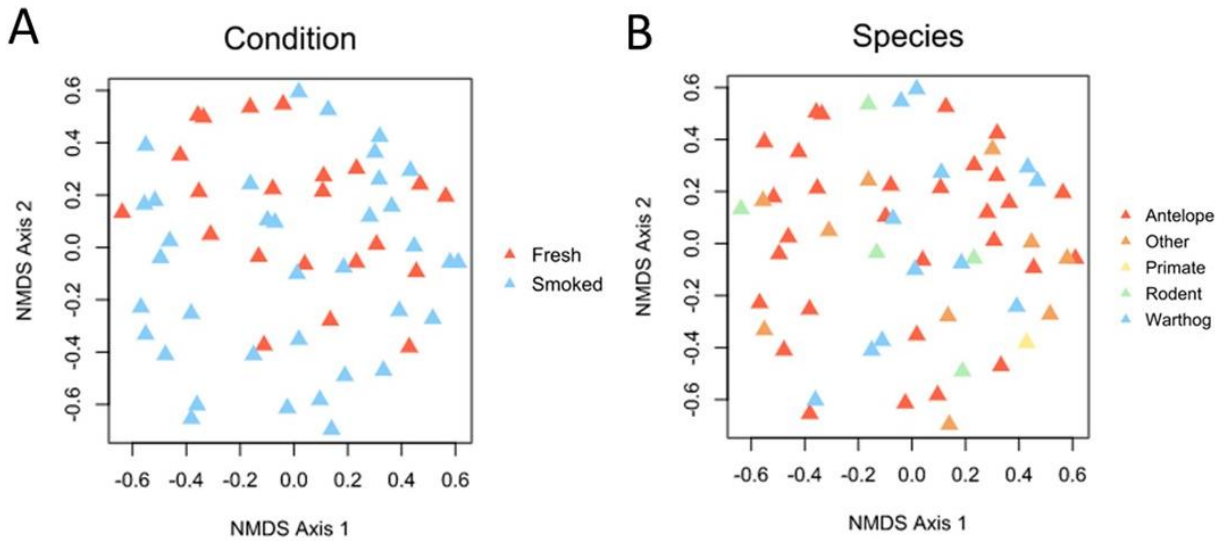 A
Condition
0.6
0.4
0.2
0.0
-0.2
-0.4
-0.6
NMDS Axis 2
-0.6 -0.4 -0.2 0.0 0.2 0.4 0.6
NMDS Axis 1
Fresh
Smoked
B
Species
0.6
0.4
0.2
0.0
-0.2
-0.4
-0.6
NMDS Axis 2
-0.6 -0.4 -0.2 0.0 0.2 0.4 0.6
NMDS Axis 1
Antelope
Other
Primate
Rodent
Warthog